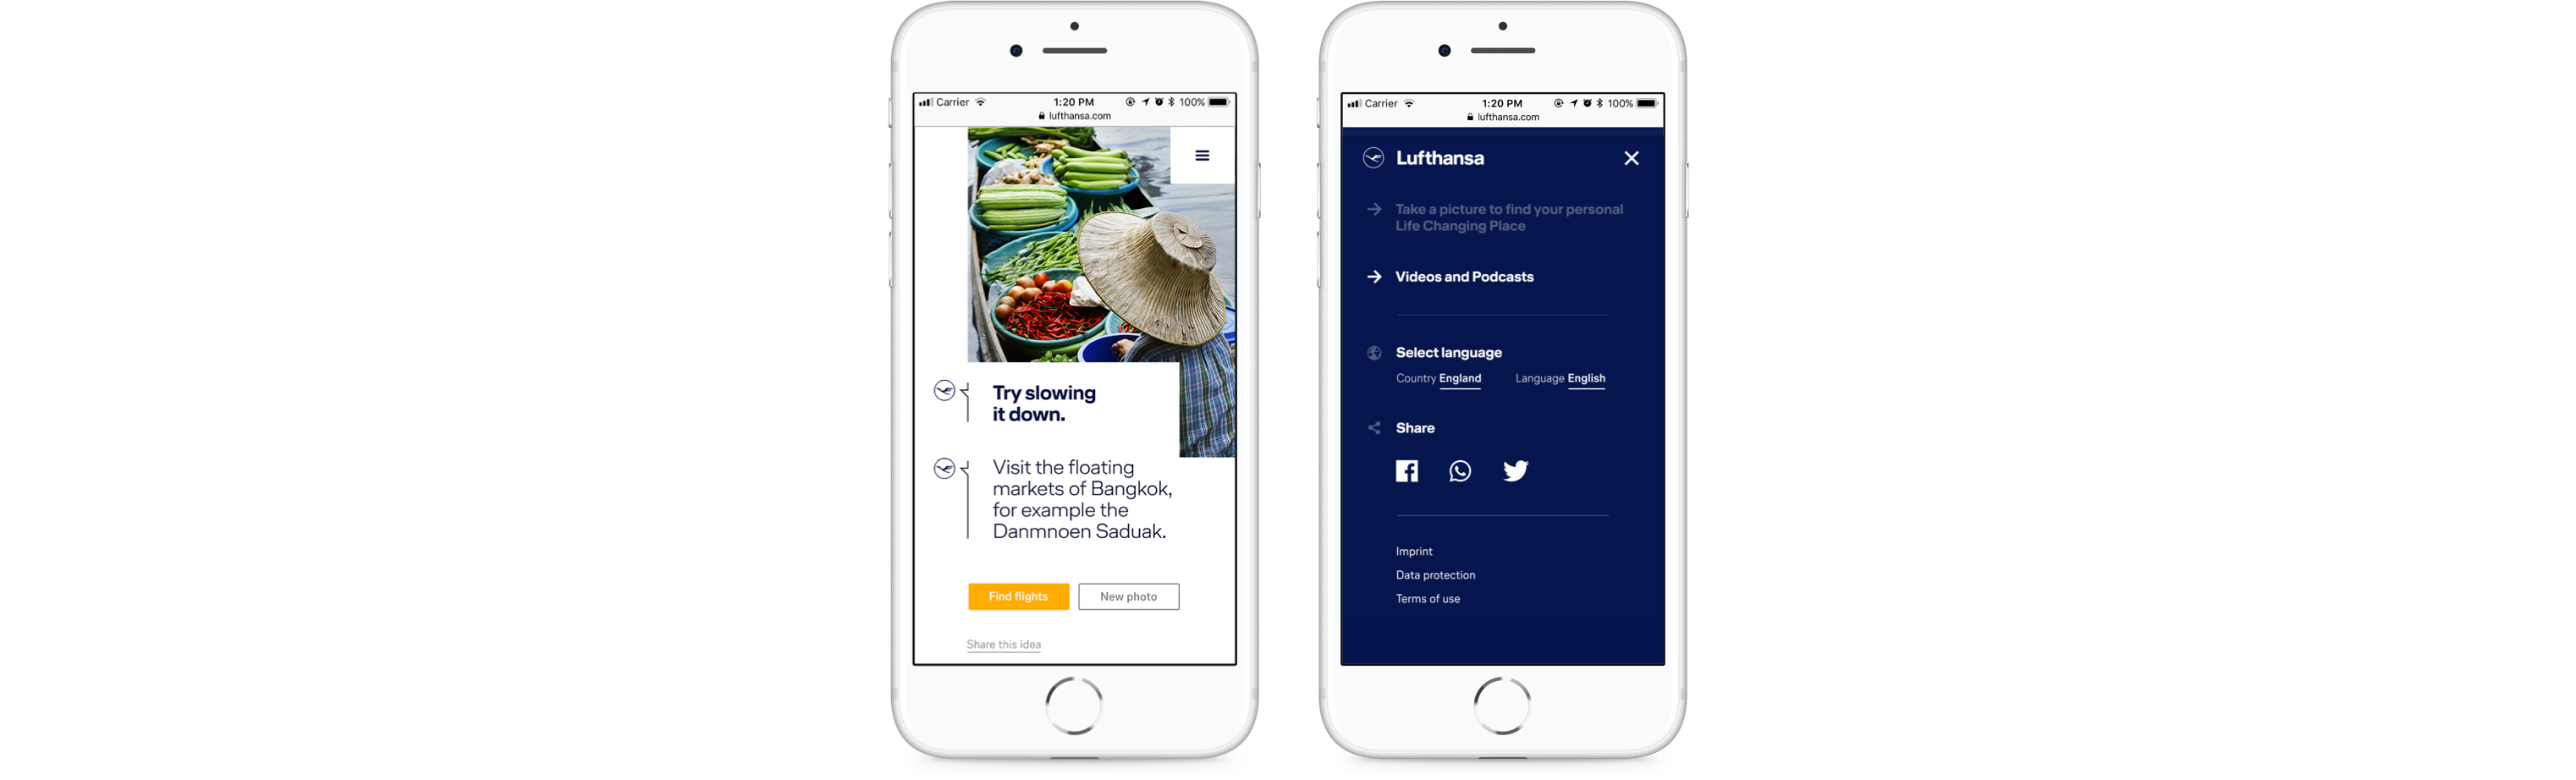 Carrier 1:20 PM 100%
lufthansa.com
Try slowing
it down.
Visit the floating
markets of Bangkok,
for example the
Danmnoen Saduak.
Find flights New photo
Share this idea
Carrier 1:20 PM 100%
lufthansa.com
Lufthansa
Take a picture to find your personal
Life Changing Place
Videos and Podcasts
Select language
Country England Language English
Share
Imprint
Data protection
Terms of use